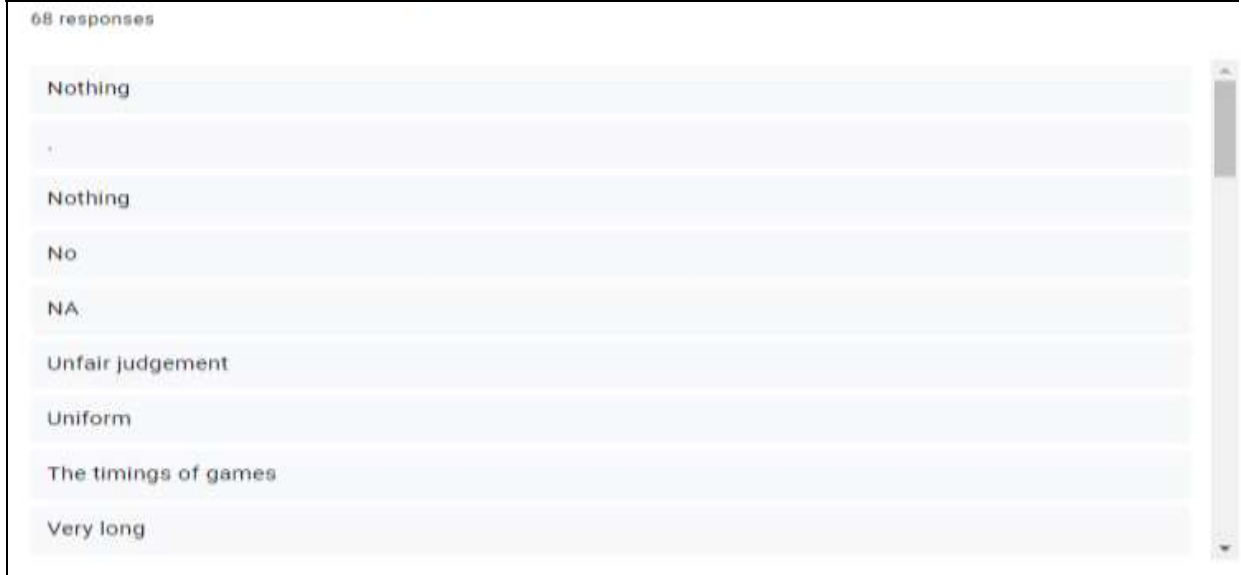 68 responses
Nothing
.
Nothing
No
NA
Unfair judgement
Uniform
The timings of games
Very long